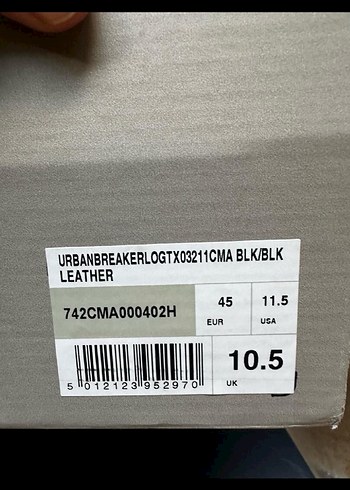 URBANBREAKERLOGTX03211CMA BLK/BLK
LEATHER
742CMA000402H
45
EUR
11.5
USA
5 012123 952970
10.5
UK